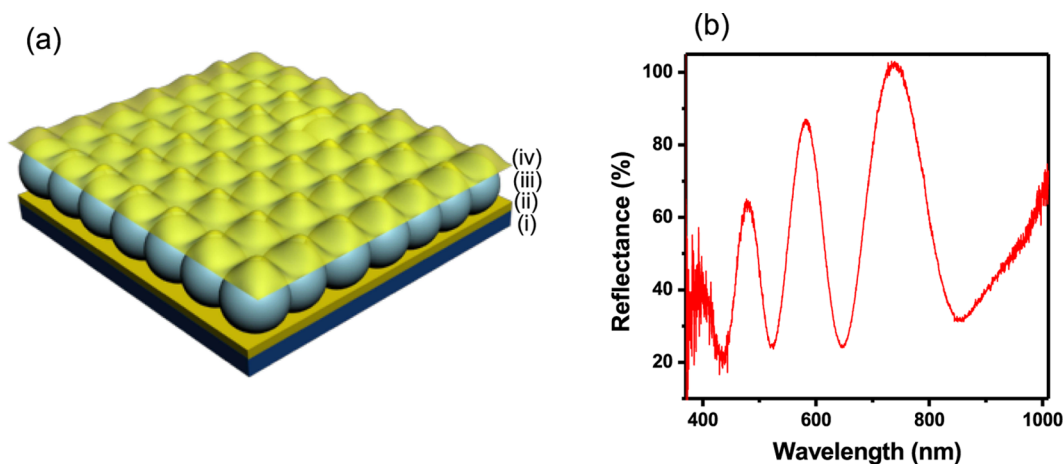 (a)
(iv)
(iii)
(ii)
(i)
(b)
Reflectance (%)
100
80
60
40
20
400
600
800
1000
Wavelength (nm)